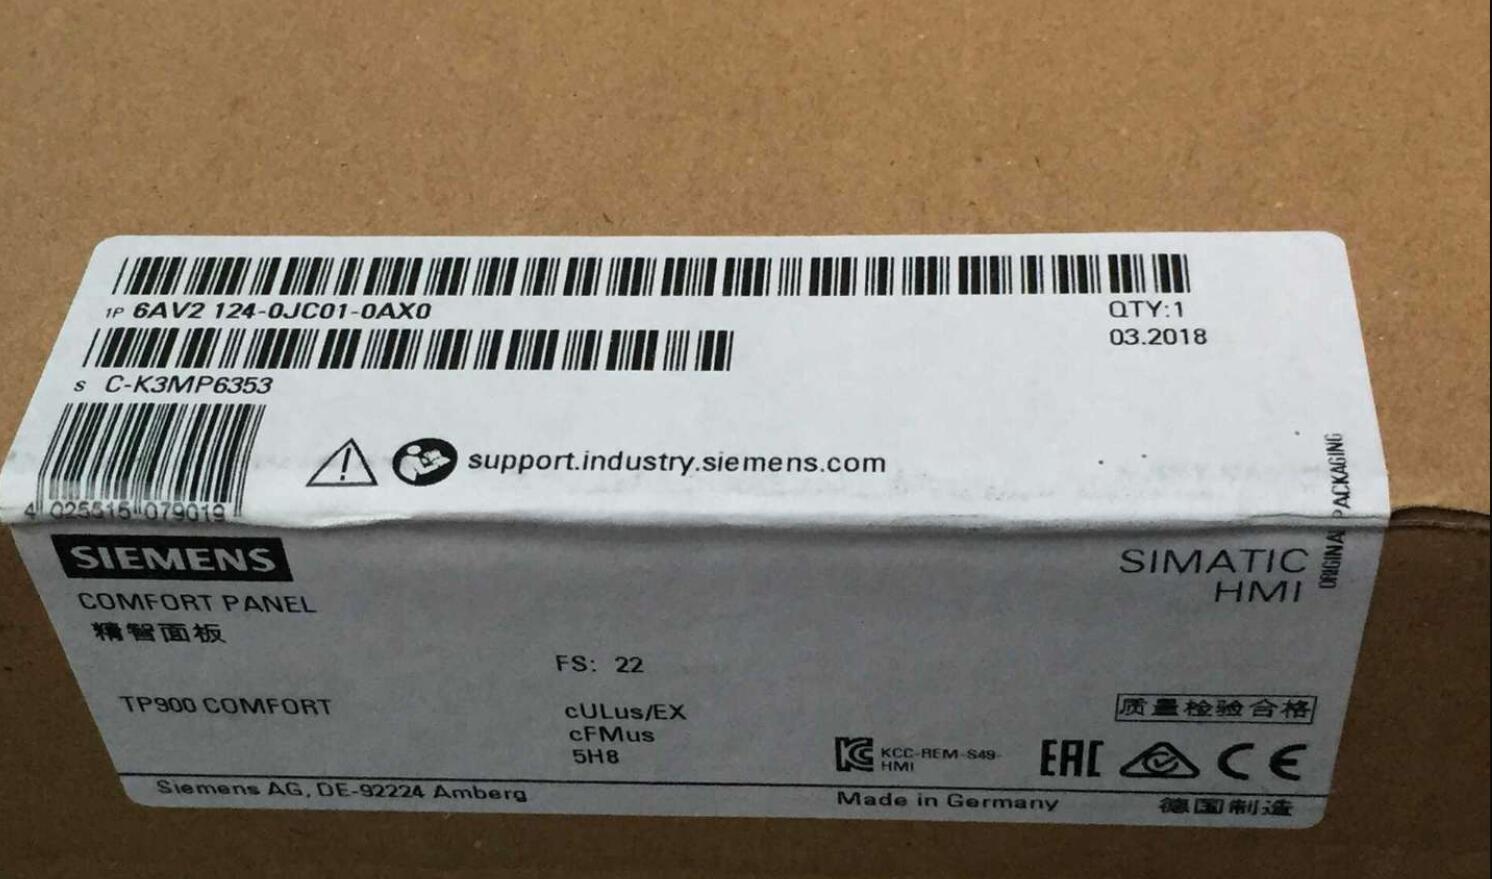 1P 6AV2 124-0JC01-0AX0
QTY:1
03.2018
S C-K3MP6353
4 025515 079019
support.industry.siemens.com
ORIGINAL PACKAGING
SIEMENS
SIMATIC
HMI
COMFORT PANEL
精智面板
FS: 22
TP900 COMFORT
cULus/EX
cFMus
5H8
质量检验合格
KCC-REM-S49-
HMI
EAC
CE
Siemens AG, DE-92224 Amberg
Made in Germany
德国制造